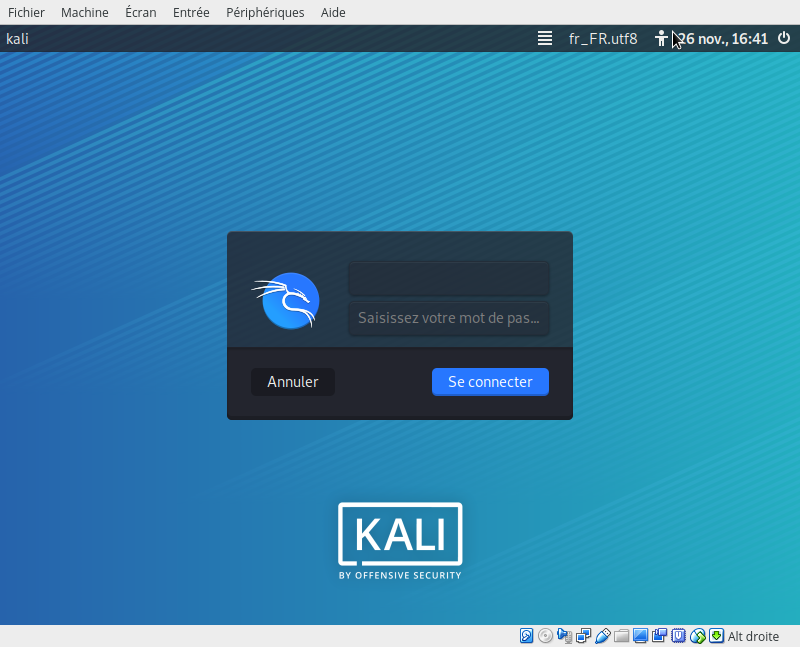 Fichier Machine Écran Entrée Périphériques Aide
kali fr_FR.utf8 26 nov., 16:41
Saisissez votre mot de pas...
Annuler Se connecter
KALI
BY OFFENSIVE SECURITY
Alt droite